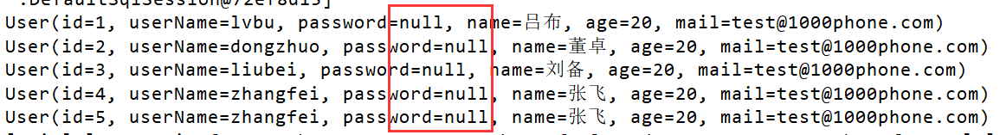 .DefaultSqlSession@72ef8d15]
User(id=1, userName=lvbu, password=null, name=吕布, age=20, mail=test@1000phone.com)
User(id=2, userName=dongzhuo, password=null, name=董卓, age=20, mail=test@1000phone.com)
User(id=3, userName=liubei, password=null, name=刘备, age=20, mail=test@1000phone.com)
User(id=4, userName=zhangfei, password=null, name=张飞, age=20, mail=test@1000phone.com)
User(id=5, userName=zhangfei, password=null, name=张飞, age=20, mail=test@1000phone.com)